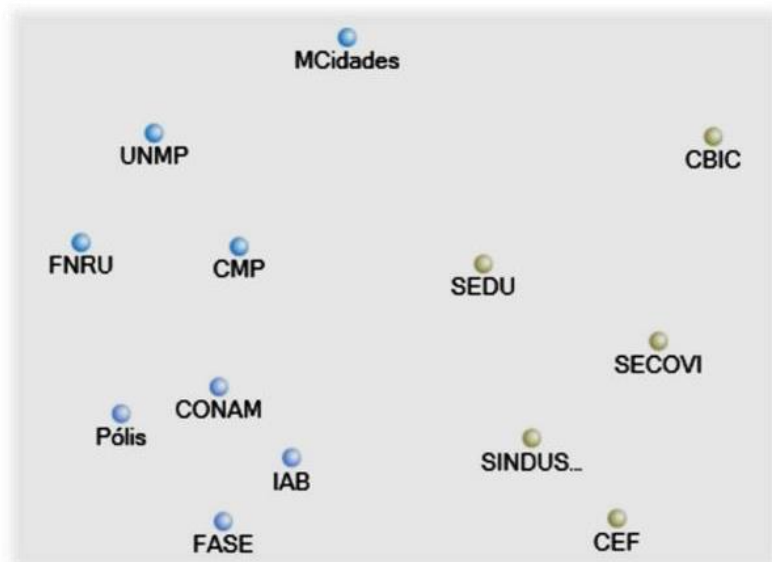 MCidades
UNMP
CBIC
FNRU
CMP
SEDU
SECOVI
CONAM
Pólis
SINDUS...
IAB
FASE
CEF